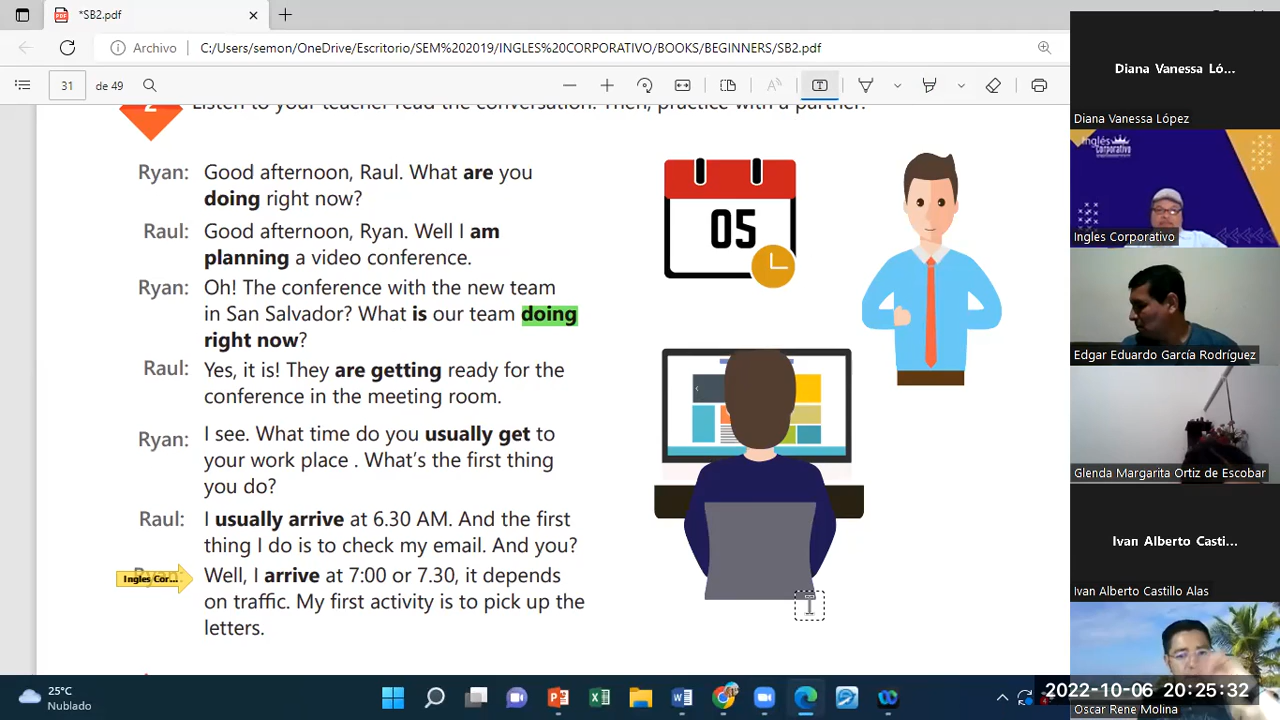 *SB2.pdf
Archivo
C:/Users/semon/OneDrive/Escritorio/SEM%202019/INGLES%20CORPORATIVO/BOOKS/BEGINNERS/SB2.pdf
31 de 49
2 Listen to your teacher read the conversation. Then, practice with a partner.
Ryan: Good afternoon, Raul. What are you
doing right now?
Raul: Good afternoon, Ryan. Well I am
planning a video conference.
Ryan: Oh! The conference with the new team
in San Salvador? What is our team doing
right now?
Raul: Yes, it is! They are getting ready for the
conference in the meeting room.
Ryan: I see. What time do you usually get to
your work place . What's the first thing
you do?
Raul: I usually arrive at 6.30 AM. And the first
thing I do is to check my email. And you?
Ryan: Well, I arrive at 7:00 or 7.30, it depends
on traffic. My first activity is to pick up the
letters.
Ingles Cor...
05
Diana Vanessa Ló...
Diana Vanessa López
Inglés
Corporativo
Ingles Corporativo
Edgar Eduardo García Rodríguez
Glenda Margarita Ortiz de Escobar
Ivan Alberto Casti...
Ivan Alberto Castillo Alas
2022-10-06 20:25:32
Oscar Rene Molina
25°C
Nublado